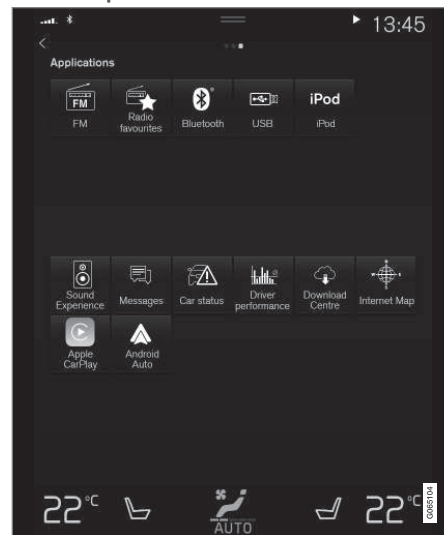 13:45
Applications
FM
iPod
FM
Radio
favourites
Bluetooth
USB
iPod
Sound
Experience
Messages
Car status
Driver
performance
Download
Centre
Internet Map
Apple
CarPlay
Android
Auto
22°C
AUTO
22°C
G065104